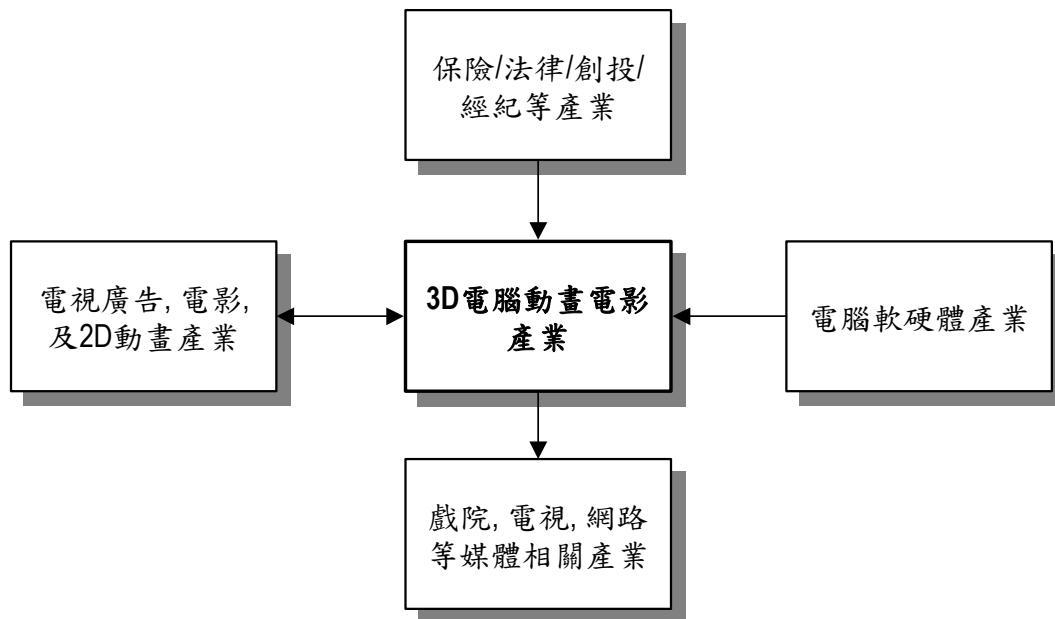 保險/法律/創投/
經紀等產業
電視廣告, 電影,
及2D動畫產業
3D電腦動畫電影
產業
電腦軟硬體產業
戲院, 電視, 網路
等媒體相關產業